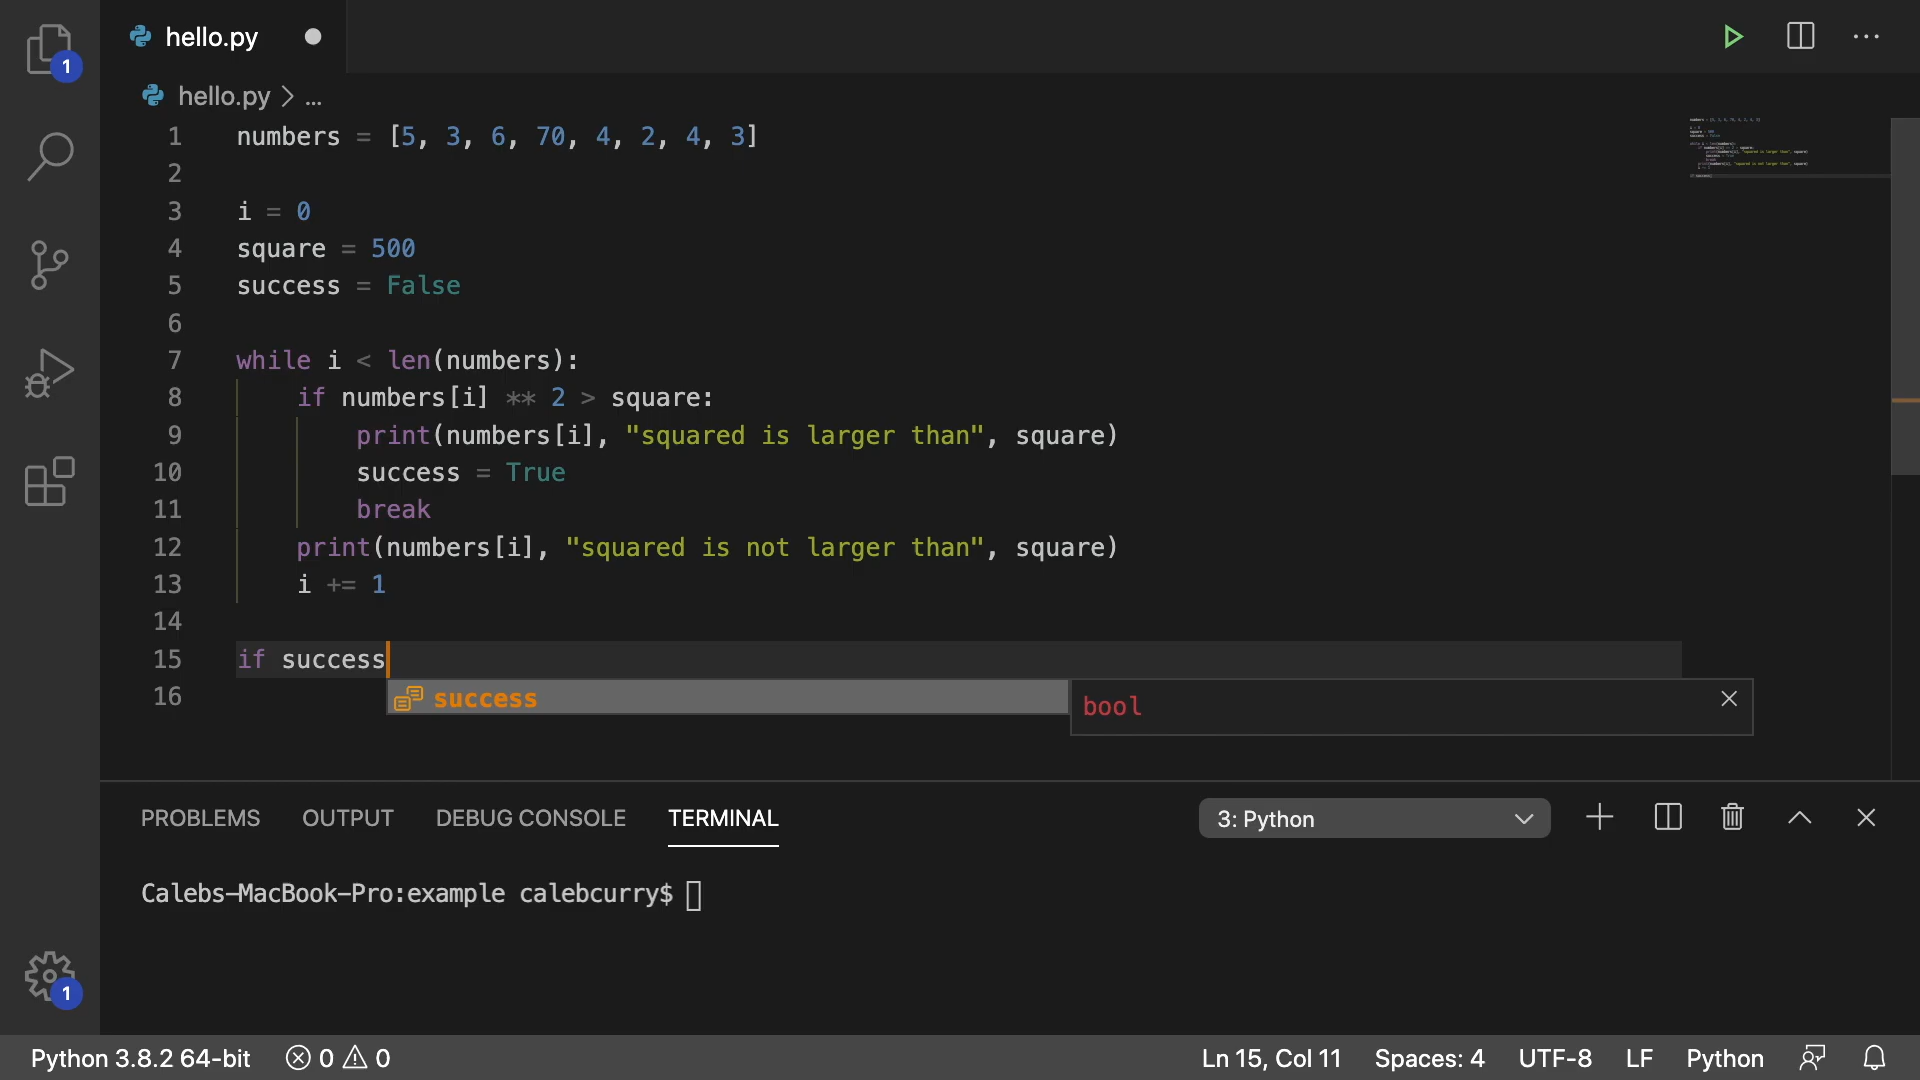 hello.py
1
hello.py > ...
1 numbers = [5, 3, 6, 70, 4, 2, 4, 3]
2
3 i = 0
4 square = 500
5 success = False
6
7 while i < len(numbers):
8     if numbers[i] ** 2 > square:
9         print(numbers[i], "squared is larger than", square)
10         success = True
11         break
12     print(numbers[i], "squared is not larger than", square)
13     i += 1
14
15 if success
16
success
bool
PROBLEMS OUTPUT DEBUG CONSOLE TERMINAL 3: Python
Calebs-MacBook-Pro:example calebcurry$
1
Python 3.8.2 64-bit 0 0 Ln 15, Col 11 Spaces: 4 UTF-8 LF Python